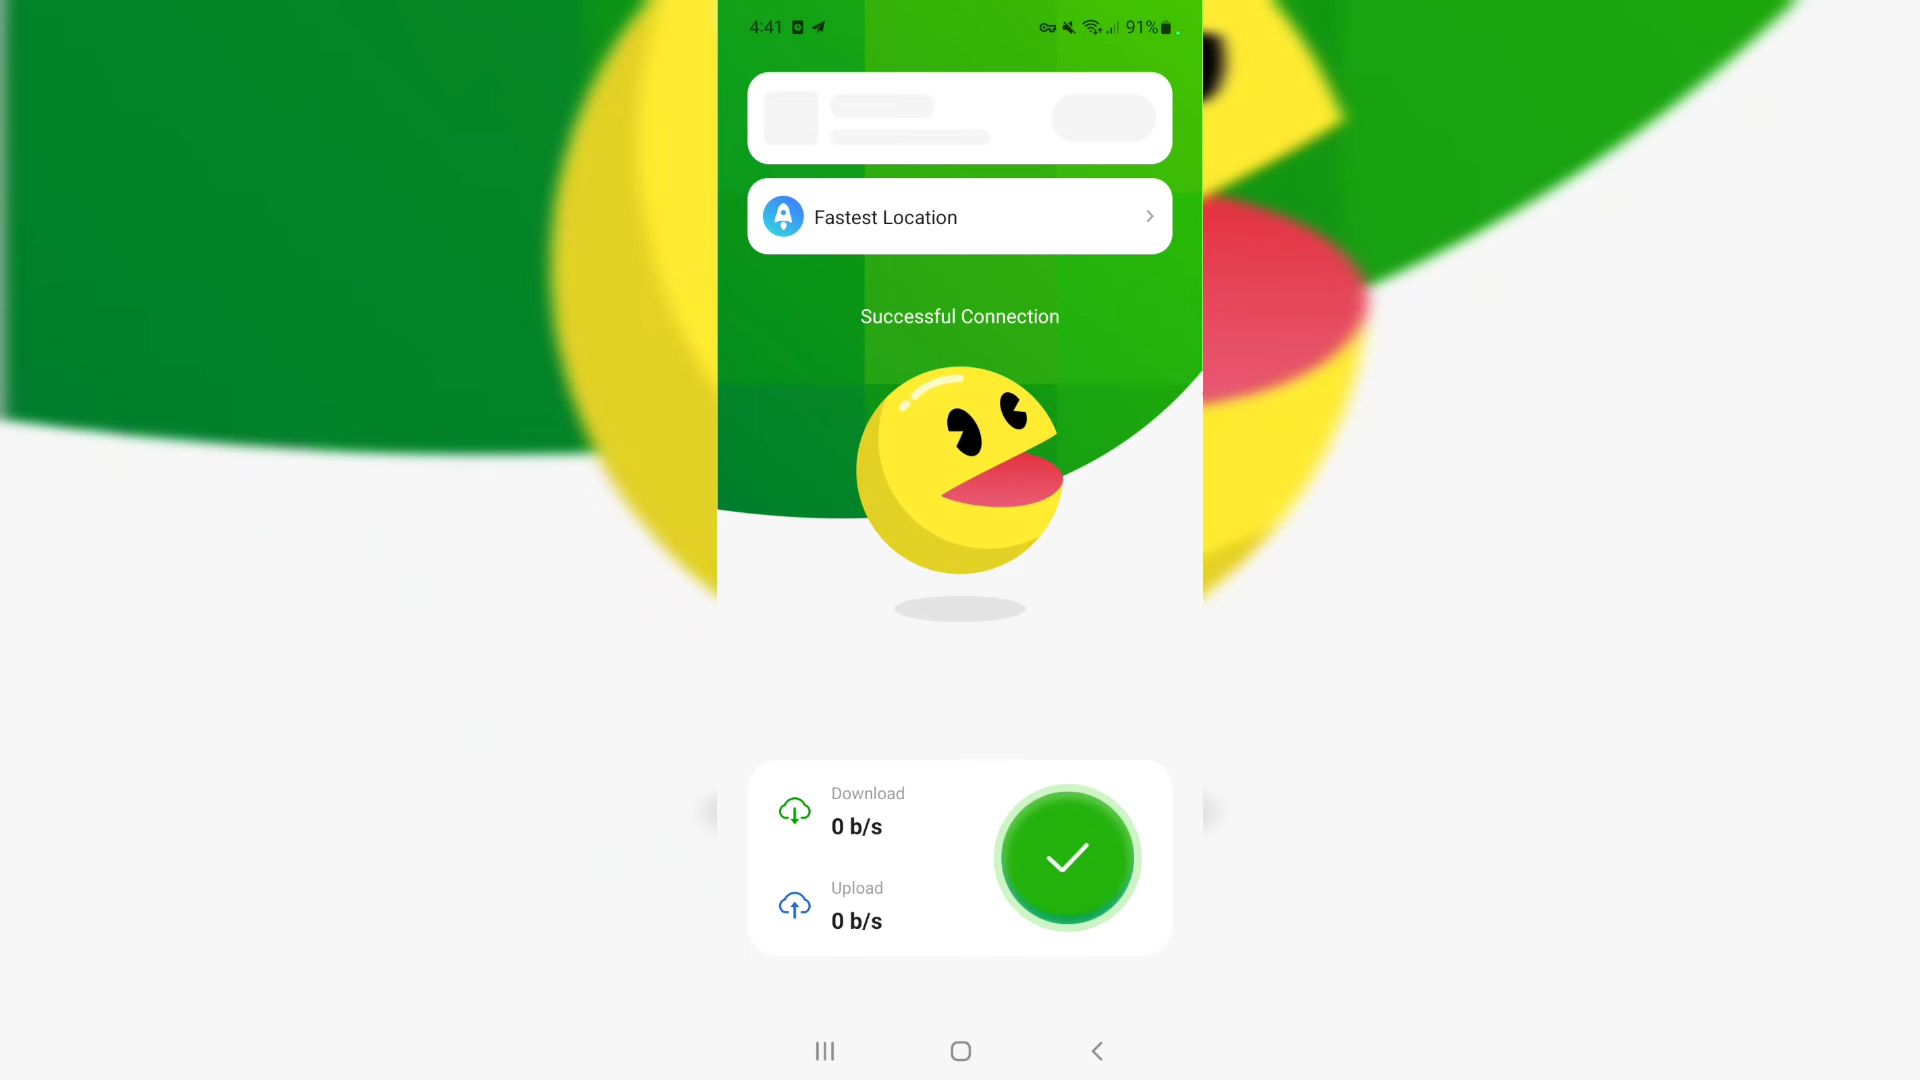 4:41 91%
Fastest Location
Successful Connection
Download
0 b/s
Upload
0 b/s